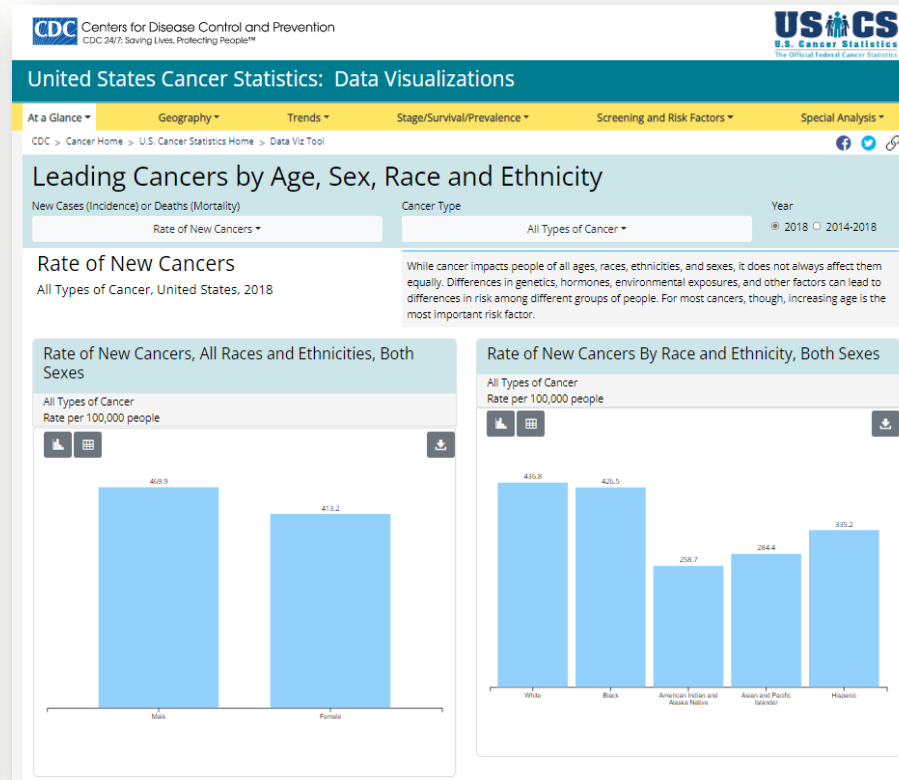 CDC Centers for Disease Control and Prevention
CDC 24/7: Saving Lives, Protecting People™
USCS
U.S. Cancer Statistics
The Official Federal Cancer Statistics
United States Cancer Statistics: Data Visualizations
At a Glance Geography Trends Stage/Survival/Prevalence Screening and Risk Factors Special Analysis
CDC > Cancer Home > U.S. Cancer Statistics Home > Data Viz Tool
Leading Cancers by Age, Sex, Race and Ethnicity
New Cases (Incidence) or Deaths (Mortality) Cancer Type Year
Rate of New Cancers All Types of Cancer 2018 2014-2018
Rate of New Cancers
All Types of Cancer, United States, 2018
While cancer impacts people of all ages, races, ethnicities, and sexes, it does not always affect them
equally. Differences in genetics, hormones, environmental exposures, and other factors can lead to
differences in risk among different groups of people. For most cancers, though, increasing age is the
most important risk factor.
Rate of New Cancers, All Races and Ethnicities, Both
Sexes
All Types of Cancer
Rate per 100,000 people
469.9
413.2
Male Female
Rate of New Cancers By Race and Ethnicity, Both Sexes
All Types of Cancer
Rate per 100,000 people
436.8
426.5
258.7
284.4
335.2
White Black American Indian and Asian and Pacific Hispanic
Alaska Native Islander